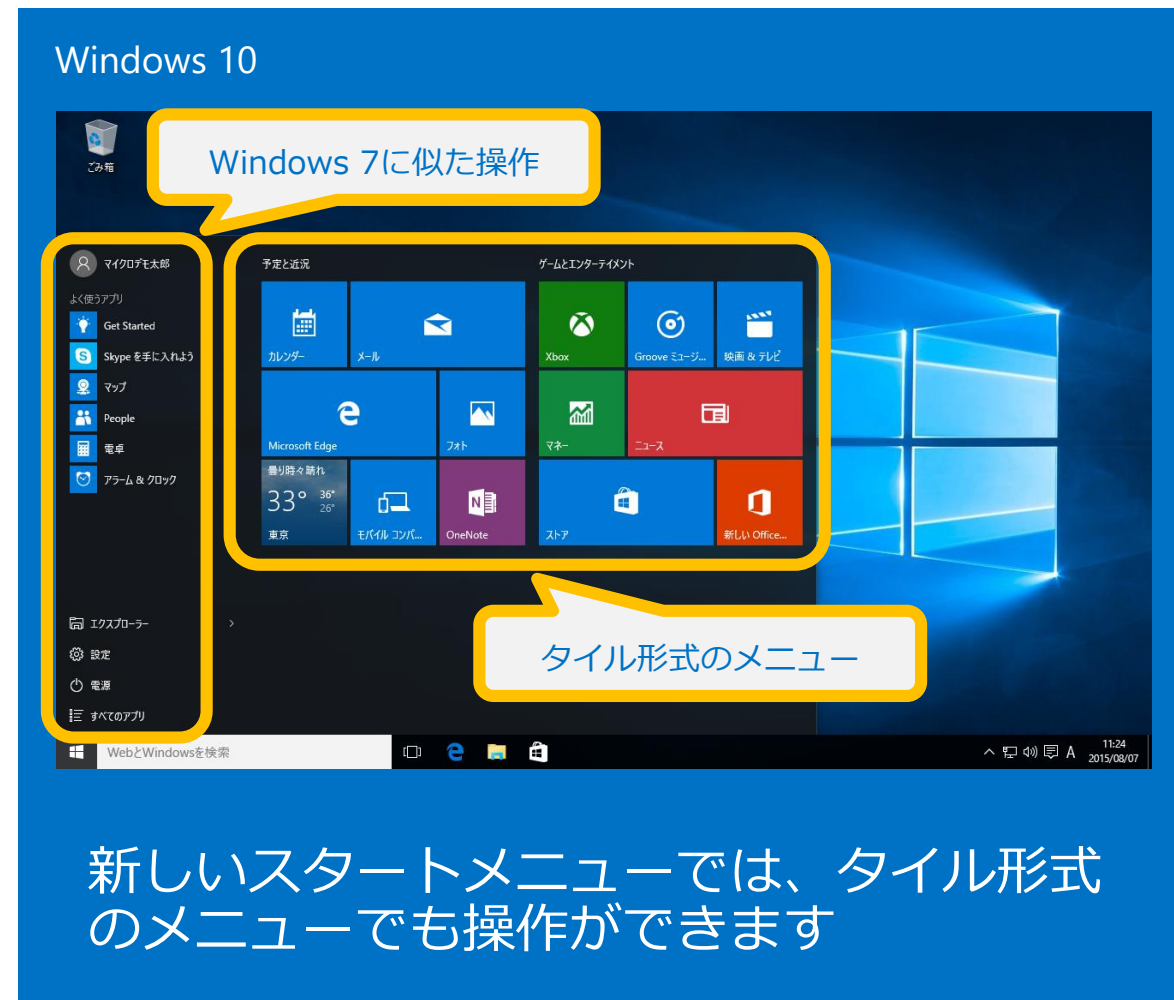 Windows 10
ごみ箱
Windows 7に似た操作
マイクロデモ太郎
よく使うアプリ
Get Started
Skype を手に入れよう
マップ
People
電卓
アラーム & クロック
エクスプローラー
設定
電源
すべてのアプリ
予定と近況
カレンダー
メール
Microsoft Edge
フォト
曇り時々晴れ
33° 36° 26°
東京
モバイル コンパ...
OneNote
ゲームとエンターテイメント
Xbox
Groove ミュージ...
映画 & テレビ
マネー
ニュース
ストア
新しい Office...
タイル形式のメニュー
WebとWindowsを検索
A
11:24
2015/08/07
新しいスタートメニューでは、タイル形式
のメニューでも操作ができます